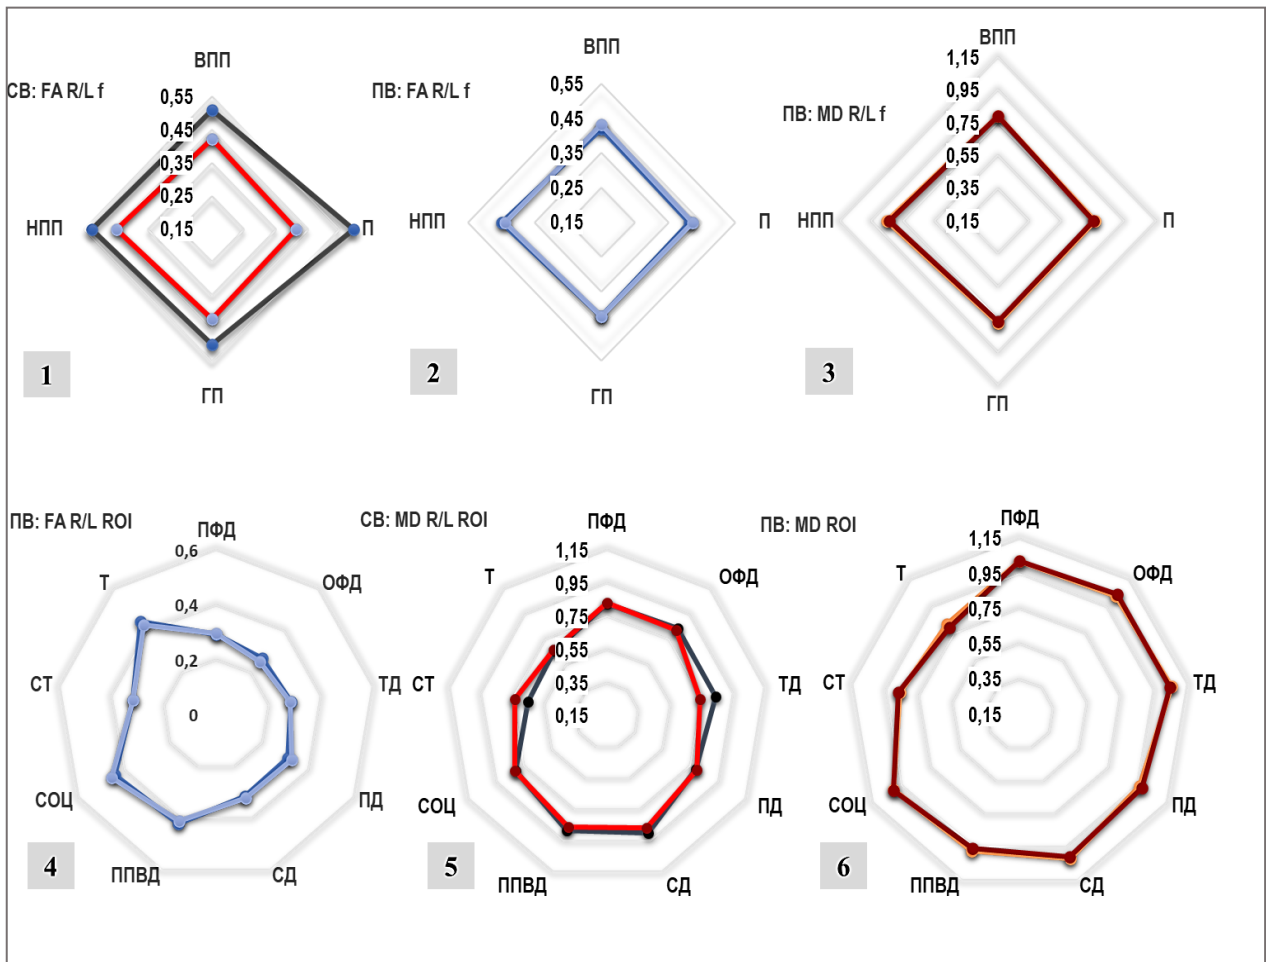 СВ: FA R/L f
ВПП
0,55
0,45
0,35
0,25
0,15
НПП
П
ГП
1
ПВ: FA R/L f
ВПП
0,55
0,45
0,35
0,25
0,15
НПП
П
ГП
2
ПВ: MD R/L f
ВПП
1,15
0,95
0,75
0,55
0,35
0,15
НПП
П
ГП
3
ПВ: FA R/L ROI
ПФД
0,6
0,4
0,2
0
Т
ОФД
СТ
ТД
СОЦ
ПД
ППВД
СД
4
СВ: MD R/L ROI
ПФД
1,15
0,95
0,75
0,55
0,35
0,15
Т
ОФД
СТ
ТД
СОЦ
ПД
ППВД
СД
5
ПВ: MD ROI
ПФД
1,15
0,95
0,75
0,55
0,35
0,15
Т
ОФД
СТ
ТД
СОЦ
ПД
ППВД
СД
6